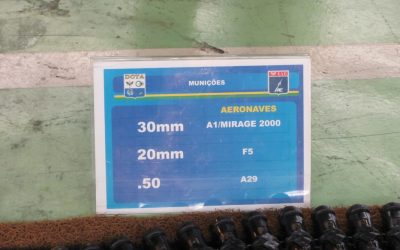 DOTA
MUNIÇÕES
AERONAVES
30mm A1/MIRAGE 2000
20mm F5
.50 A29